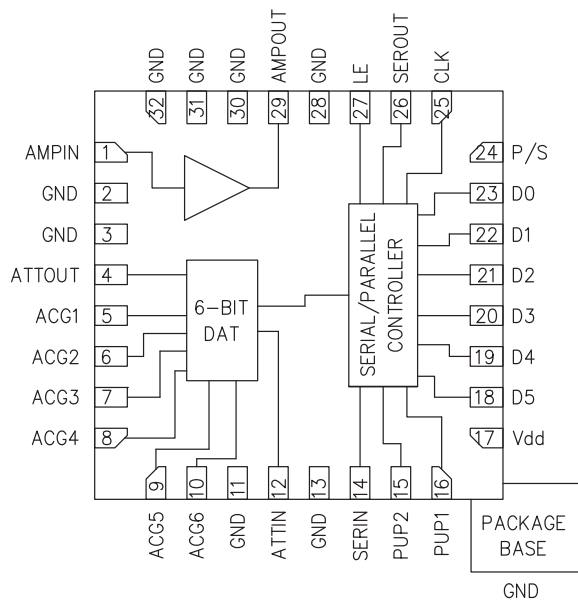 GND
GND
GND
AMPOUT
GND
LE
SEROUT
CLK
32
31
30
29
28
27
26
25
AMPIN
1
GND
2
GND
3
ATTOUT
4
ACG1
5
ACG2
6
ACG3
7
ACG4
8
24
P/S
23
D0
22
D1
21
D2
20
D3
19
D4
18
D5
17
Vdd
6-BIT
DAT
SERIAL/PARALLEL
CONTROLLER
9
10
11
12
13
14
15
16
ACG5
ACG6
GND
ATTIN
GND
SERIN
PUP2
PUP1
PACKAGE
BASE
GND